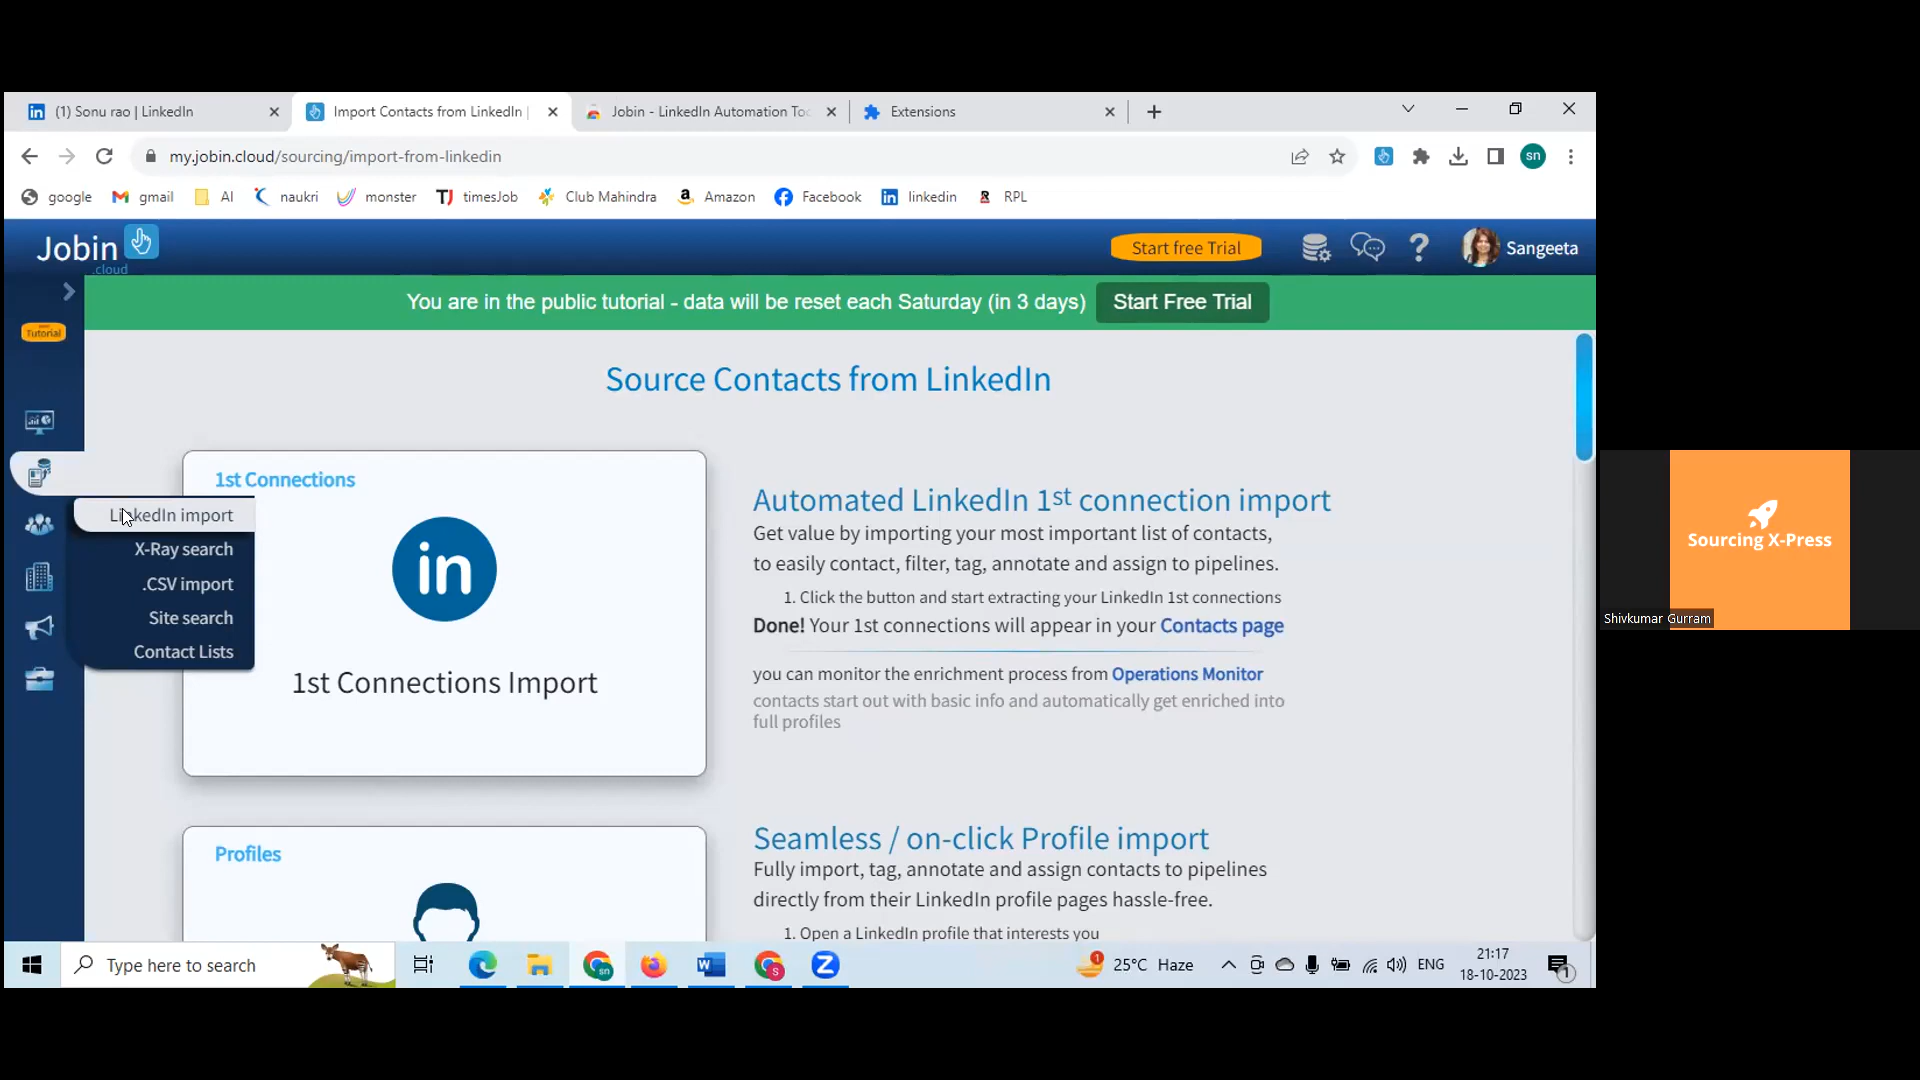 (1) Sonu rao | LinkedIn
Import Contacts from LinkedIn |
Jobin - LinkedIn Automation Too
Extensions
my.jobin.cloud/sourcing/import-from-linkedin
sn
google
gmail
AI
naukri
monster
TJ timesJob
Club Mahindra
Amazon
Facebook
linkedin
RPL
Jobin
.cloud
Start free Trial
Sangeeta
You are in the public tutorial - data will be reset each Saturday (in 3 days)
Start Free Trial
Tutorial
Source Contacts from LinkedIn
1st Connections
in
1st Connections Import
LinkedIn import
X-Ray search
.CSV import
Site search
Contact Lists
Automated LinkedIn 1st connection import
Get value by importing your most important list of contacts,
to easily contact, filter, tag, annotate and assign to pipelines.
1. Click the button and start extracting your LinkedIn 1st connections
Done! Your 1st connections will appear in your Contacts page
you can monitor the enrichment process from Operations Monitor
contacts start out with basic info and automatically get enriched into
full profiles
Profiles
Seamless / on-click Profile import
Fully import, tag, annotate and assign contacts to pipelines
directly from their LinkedIn profile pages hassle-free.
1. Open a LinkedIn profile that interests you
Sourcing X-Press
Shivkumar Gurram
Type here to search
1
25°C Haze
ENG
21:17
18-10-2023
1